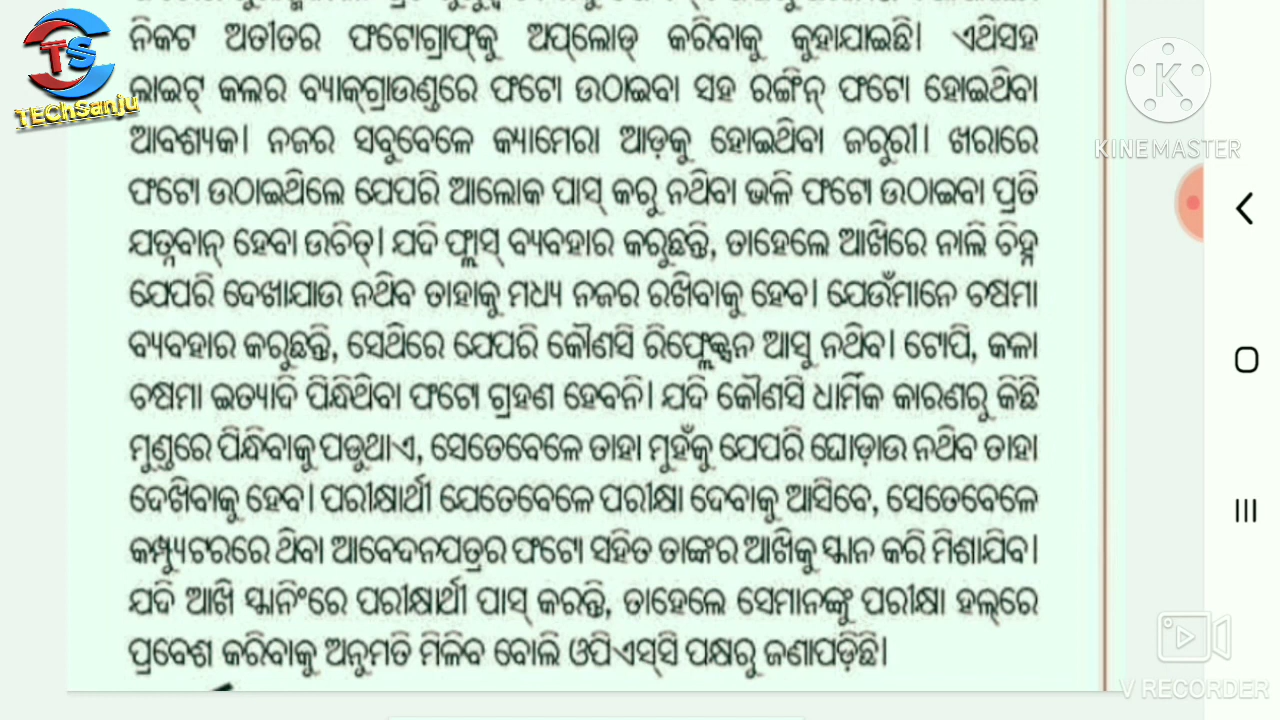 ନିକଟ ଅତୀତର ଫଟୋଗ୍ରାଫ୍‌କୁ ଅପ୍‌ଲୋଡ୍ କରିବାକୁ କୁହାଯାଇଛି। ଏଥିସହ
ଲାଇଟ୍ କଲର ବ୍ୟାକ୍‌ଗ୍ରାଉଣ୍ଡରେ ଫଟୋ ଉଠାଇବା ସହ ରଙ୍ଗିନ୍ ଫଟୋ ହୋଇଥିବା
ଆବଶ୍ୟକ। ନଜର ସବୁବେଳେ କ୍ୟାମେରା ଆଡ଼କୁ ହୋଇଥିବା ଜରୁରୀ। ଖରାରେ
ଫଟୋ ଉଠାଇଥିଲେ ଯେପରି ଆଲୋକ ପାସ୍ କରୁ ନଥିବା ଭଳି ଫଟୋ ଉଠାଇବା ପ୍ରତି
ଯତ୍ନବାନ୍ ହେବା ଉଚିତ୍। ଯଦି ଫ୍ଲାସ୍ ବ୍ୟବହାର କରୁଛନ୍ତି, ତାହେଲେ ଆଖିରେ ନାଲି ଚିହ୍ନ
ଯେପରି ଦେଖାଯାଉ ନଥିବ ତାହାକୁ ମଧ୍ୟ ନଜର ରଖିବାକୁ ହେବ। ଯେଉଁମାନେ ଚଷମା
ବ୍ୟବହାର କରୁଛନ୍ତି, ସେଥିରେ ଯେପରି କୌଣସି ରିଫ୍ଲେକ୍ସନ ଆସୁ ନଥିବ। ଟୋପି, କଳା
ଚଷମା ଇତ୍ୟାଦି ପିନ୍ଧିଥିବା ଫଟୋ ଗ୍ରହଣ ହେବନି। ଯଦି କୌଣସି ଧାର୍ମିକ କାରଣରୁ କିଛି
ମୁଣ୍ଡରେ ପିନ୍ଧିବାକୁ ପଡୁଥାଏ, ସେତେବେଳେ ତାହା ମୁହଁକୁ ଯେପରି ଘୋଡ଼ାଉ ନଥିବ ତାହା
ଦେଖିବାକୁ ହେବ। ପରୀକ୍ଷାର୍ଥୀ ଯେତେବେଳେ ପରୀକ୍ଷା ଦେବାକୁ ଆସିବେ, ସେତେବେଳେ
କମ୍ପ୍ୟୁଟରରେ ଥିବା ଆବେଦନପତ୍ରର ଫଟୋ ସହିତ ତାଙ୍କର ଆଖିକୁ ସ୍କାନ କରି ମିଶାଯିବ।
ଯଦି ଆଖି ସ୍କାନିଂରେ ପରୀକ୍ଷାର୍ଥୀ ପାସ୍ କରନ୍ତି, ତାହେଲେ ସେମାନଙ୍କୁ ପରୀକ୍ଷା ହଲ୍‌ରେ
ପ୍ରବେଶ କରିବାକୁ ଅନୁମତି ମିଳିବ ବୋଲି ଓପିଏସ୍‌ସି ପକ୍ଷରୁ ଜଣାପଡ଼ିଛି।
TS
TEChSanju
K
KINEMASTER
V RECORDER